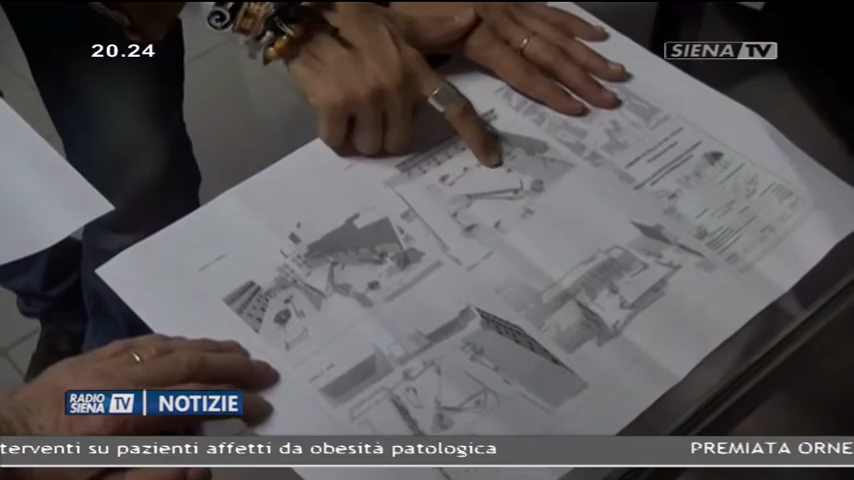 20.24
SIENA TV
RADIO SIENA TV NOTIZIE
terventi su pazienti affetti da obesità patologica PREMIATA ORNE